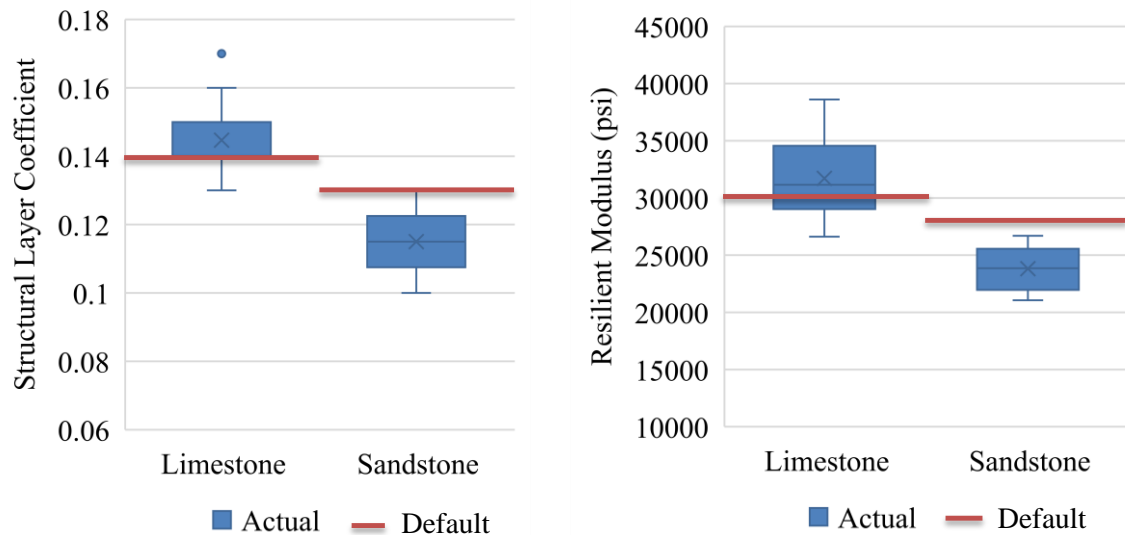 Structural Layer Coefficient
0.18
0.16
0.14
0.12
0.1
0.08
0.06
Limestone
Sandstone
Actual
Default
Resilient Modulus (psi)
45000
40000
35000
30000
25000
20000
15000
10000
Limestone
Sandstone
Actual
Default